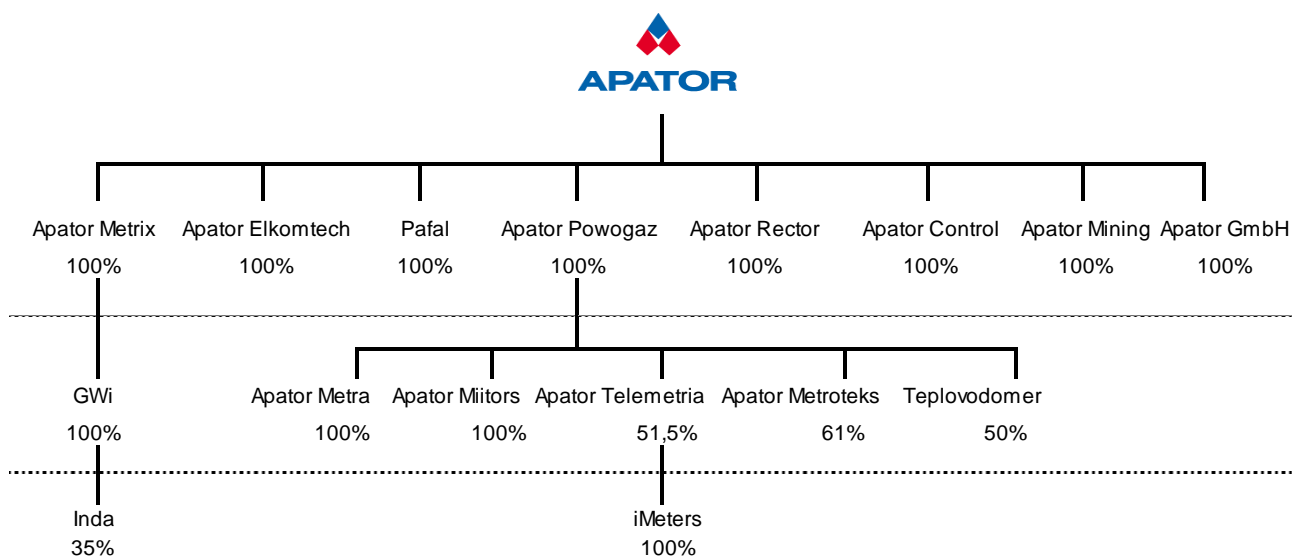 APATOR
Apator Metrix Apator Elkomtech Pafal Apator Powogaz Apator Rector Apator Control Apator Mining Apator GmbH
100% 100% 100% 100% 100% 100% 100% 100%
GWi Apator Metra Apator Miitors Apator Telemetria Apator Metroteks Teplovodomer
100% 100% 100% 51,5% 61% 50%
Inda iMeters
35% 100%